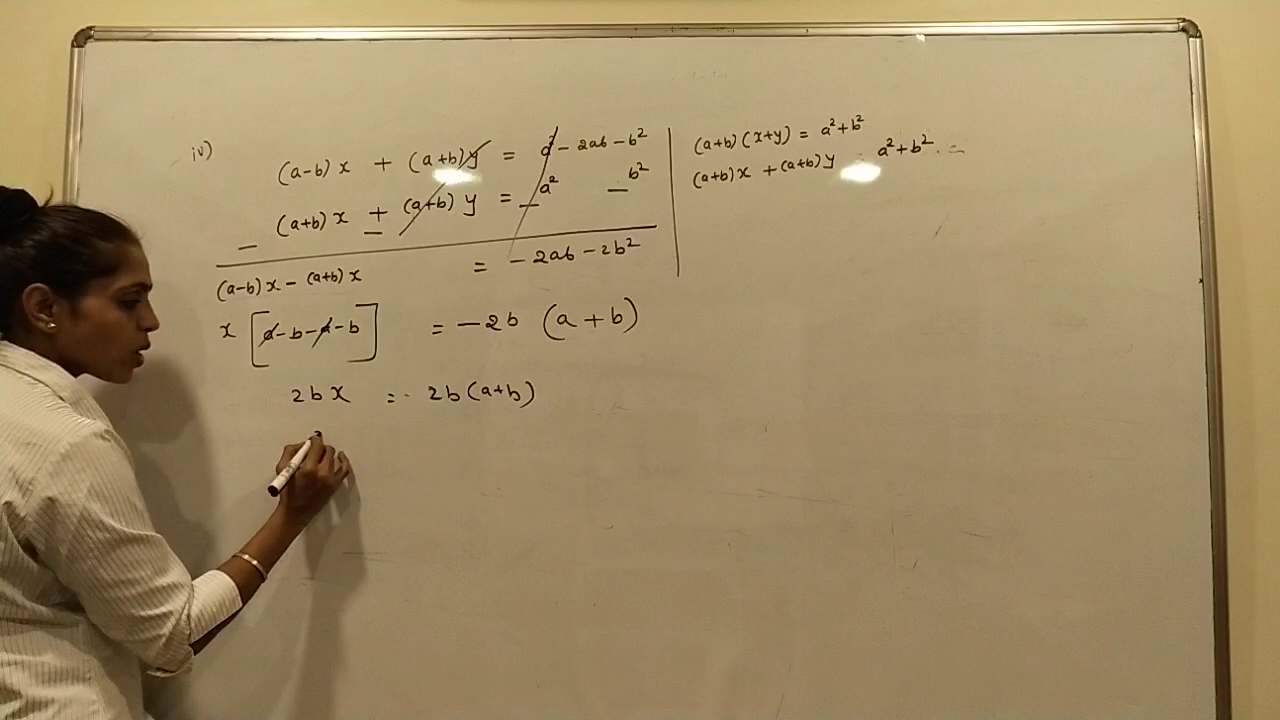 iv)
(a-b) x + (a+b) y = a² - 2ab - b²
(a+b) x + (a+b) y = a² b²
- - - -
(a-b) x - (a+b) x = - 2ab - 2b²
x [a - b - a - b] = - 2b (a + b)
2b x = 2b (a+b)
(a+b) (x+y) = a² + b²
(a+b) x + (a+b) y a² + b²